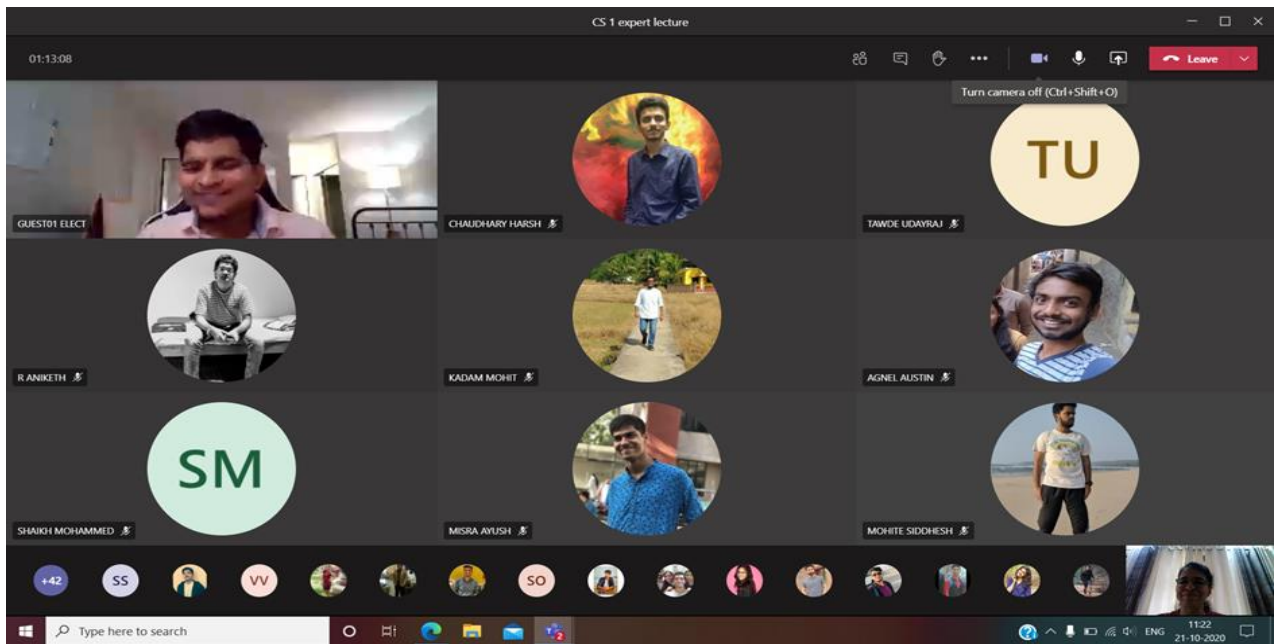 CS 1 expert lecture
01:13:08
Leave
Turn camera off (Ctrl+Shift+O)
TU
GUEST01 ELECT
CHAUDHARY HARSH
TAWDE UDAYRAJ
R ANIKETH
KADAM MOHIT
AGNEL AUSTIN
SM
SHAIKH MOHAMMED
MISRA AYUSH
MOHITE SIDDHESH
+42
SS
VV
SO
Type here to search
ENG
11:22
21-10-2020